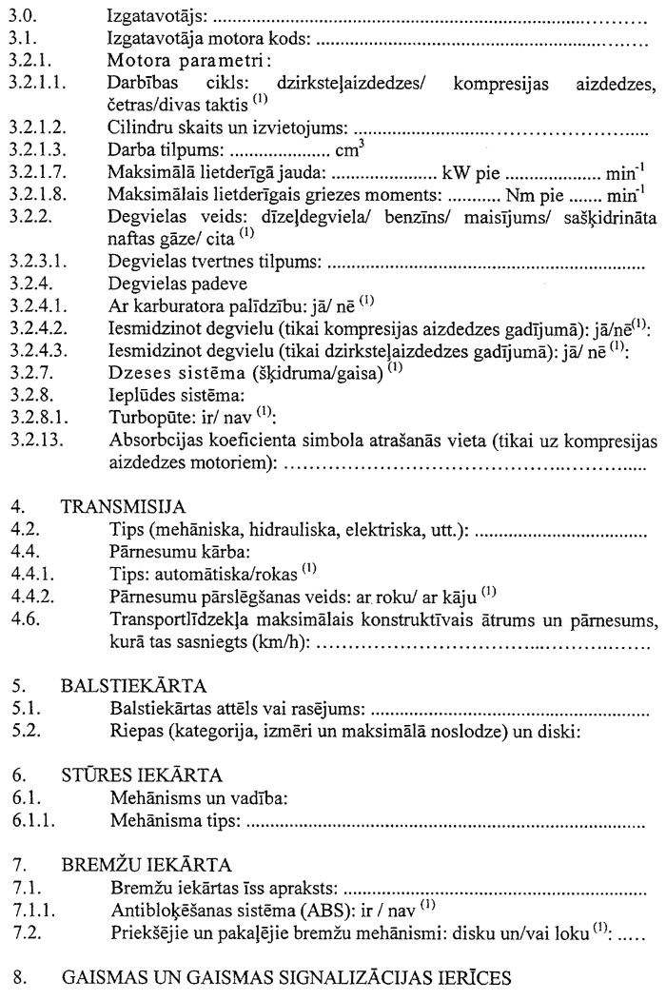 3.0. Izgatavotājs: ......................................................................................
3.1. Izgatavotāja motora kods: ..................................................................
3.2.1. Motora parametri:
3.2.1.1. Darbības cikls: dzirksteļaizdedzes/ kompresijas aizdedzes,
četras/divas taktis (1)
3.2.1.2. Cilindru skaits un izvietojums: ...........................................................
3.2.1.3. Darba tilpums: .................... cm³
3.2.1.7. Maksimālā lietderīgā jauda: ...................... kW pie .................... min⁻¹
3.2.1.8. Maksimālais lietderīgais griezes moments: ........... Nm pie ....... min⁻¹
3.2.2. Degvielas veids: dīzeļdegviela/ benzīns/ maisījums/ sašķidrināta
naftas gāze/ cita (1)
3.2.3.1. Degvielas tvertnes tilpums: ................................................................
3.2.4. Degvielas padeve
3.2.4.1. Ar karburatora palīdzību: jā/ nē (1)
3.2.4.2. Iesmidzinot degvielu (tikai kompresijas aizdedzes gadījumā): jā/nē(1):
3.2.4.3. Iesmidzinot degvielu (tikai dzirksteļaizdedzes gadījumā): jā/ nē (1):
3.2.7. Dzeses sistēma (šķidruma/gaisa) (1)
3.2.8. Ieplūdes sistēma:
3.2.8.1. Turbopūte: ir/ nav (1):
3.2.13. Absorbcijas koeficienta simbola atrašanās vieta (tikai uz kompresijas
aizdedzes motoriem): ........................................................................
4. TRANSMISIJA
4.2. Tips (mehāniska, hidrauliska, elektriska, utt.): ...................................
4.4. Pārnesumu kārba:
4.4.1. Tips: automātiska/rokas (1)
4.4.2. Pārnesumu pārslēgšanas veids: ar roku/ ar kāju (1)
4.6. Transportlīdzekļa maksimālais konstruktīvais ātrums un pārnesums,
kurā tas sasniegts (km/h): ..................................................................
5. BALSTIEKĀRTA
5.1. Balstiekārtas attēls vai rasējums: ........................................................
5.2. Riepas (kategorija, izmēri un maksimālā noslodze) un diski:
6. STŪRES IEKĀRTA
6.1. Mehānisms un vadība:
6.1.1. Mehānisma tips: ................................................................................
7. BREMŽU IEKĀRTA
7.1. Bremžu iekārtas īss apraksts: .............................................................
7.1.1. Antibloķēšanas sistēma (ABS): ir / nav (1)
7.2. Priekšējie un pakaļējie bremžu mehānismi: disku un/vai loku (1): .....
8. GAISMAS UN GAISMAS SIGNALIZĀCIJAS IERĪCES